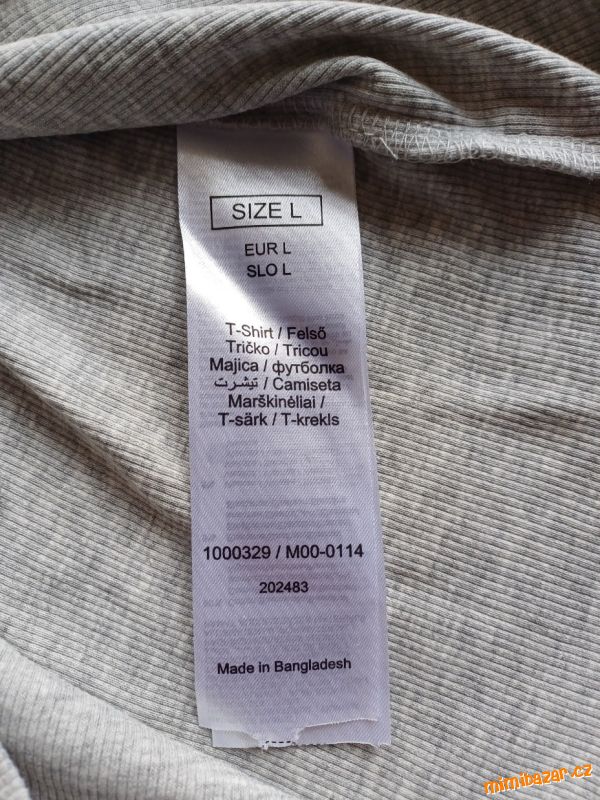 SIZE L
EUR L
SLO L
T-Shirt / Felső
Tričko / Tricou
Majica / футболка
تيشرت / Camiseta
Marškinėliai /
T-särk / T-krekls
1000329 / M00-0114
202483
Made in Bangladesh
mimibazar.cz